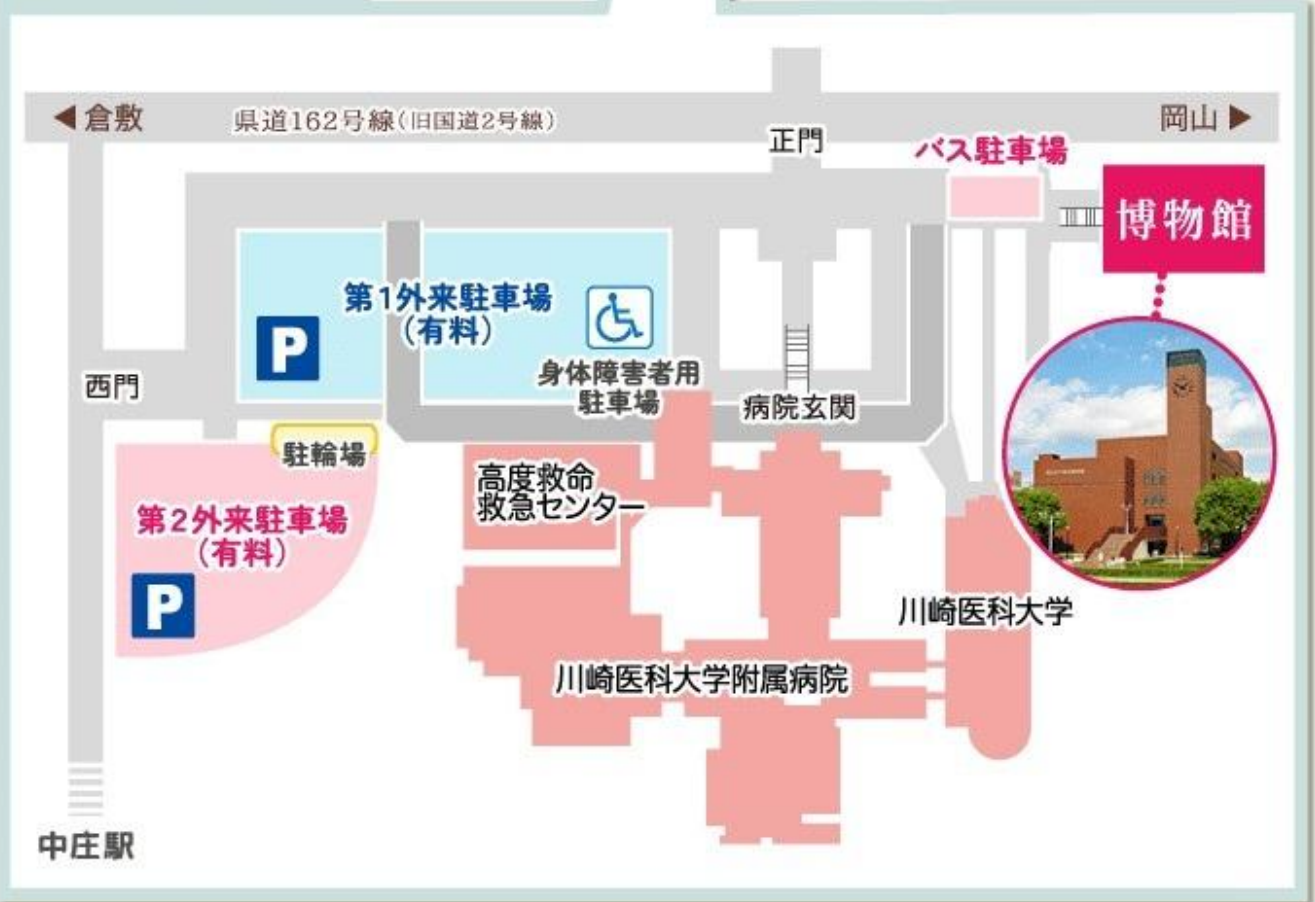 ◀倉敷
県道162号線(旧国道2号線)
岡山▶
正門
バス駐車場
博物館
第1外来駐車場
(有料)
P
身体障害者用
駐車場
西門
病院玄関
駐輪場
高度救命
救急センター
第2外来駐車場
(有料)
P
川崎医科大学
川崎医科大学附属病院
中庄駅